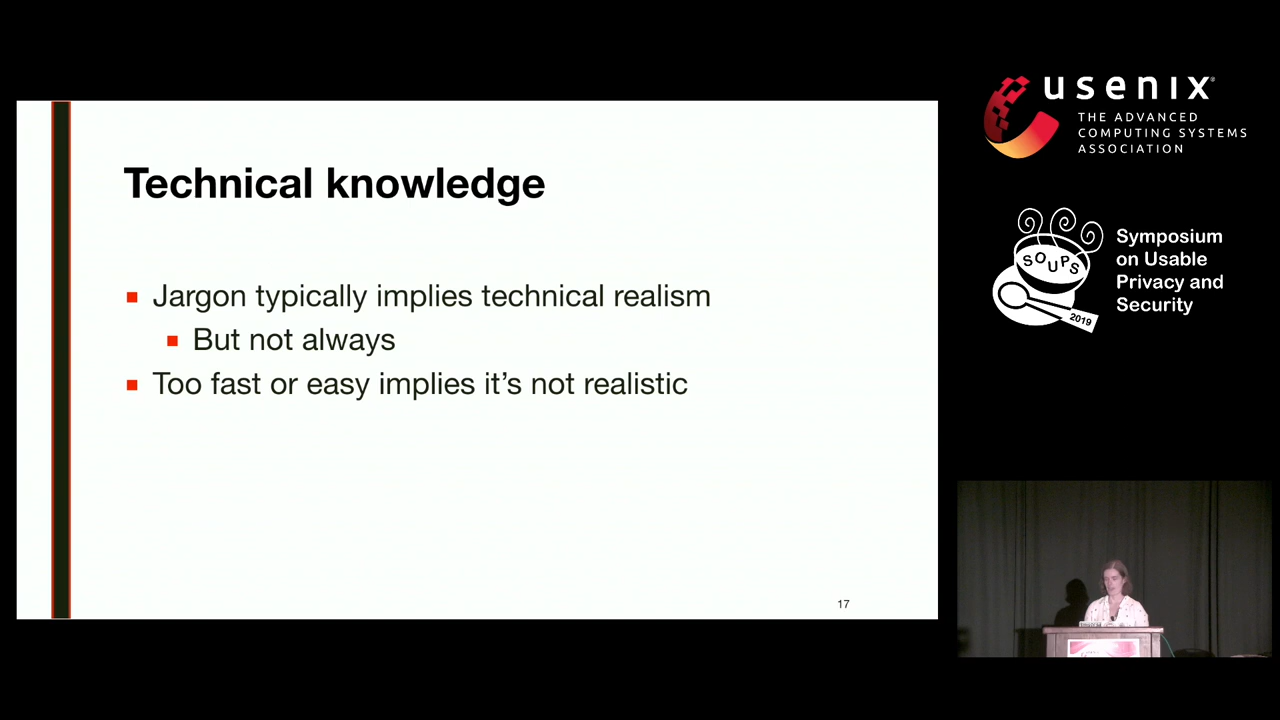 Technical knowledge
Jargon typically implies technical realism
But not always
Too fast or easy implies it's not realistic
17
usenix
THE ADVANCED
COMPUTING SYSTEMS
ASSOCIATION
SOUPS
2019
Symposium
on Usable
Privacy and
Security